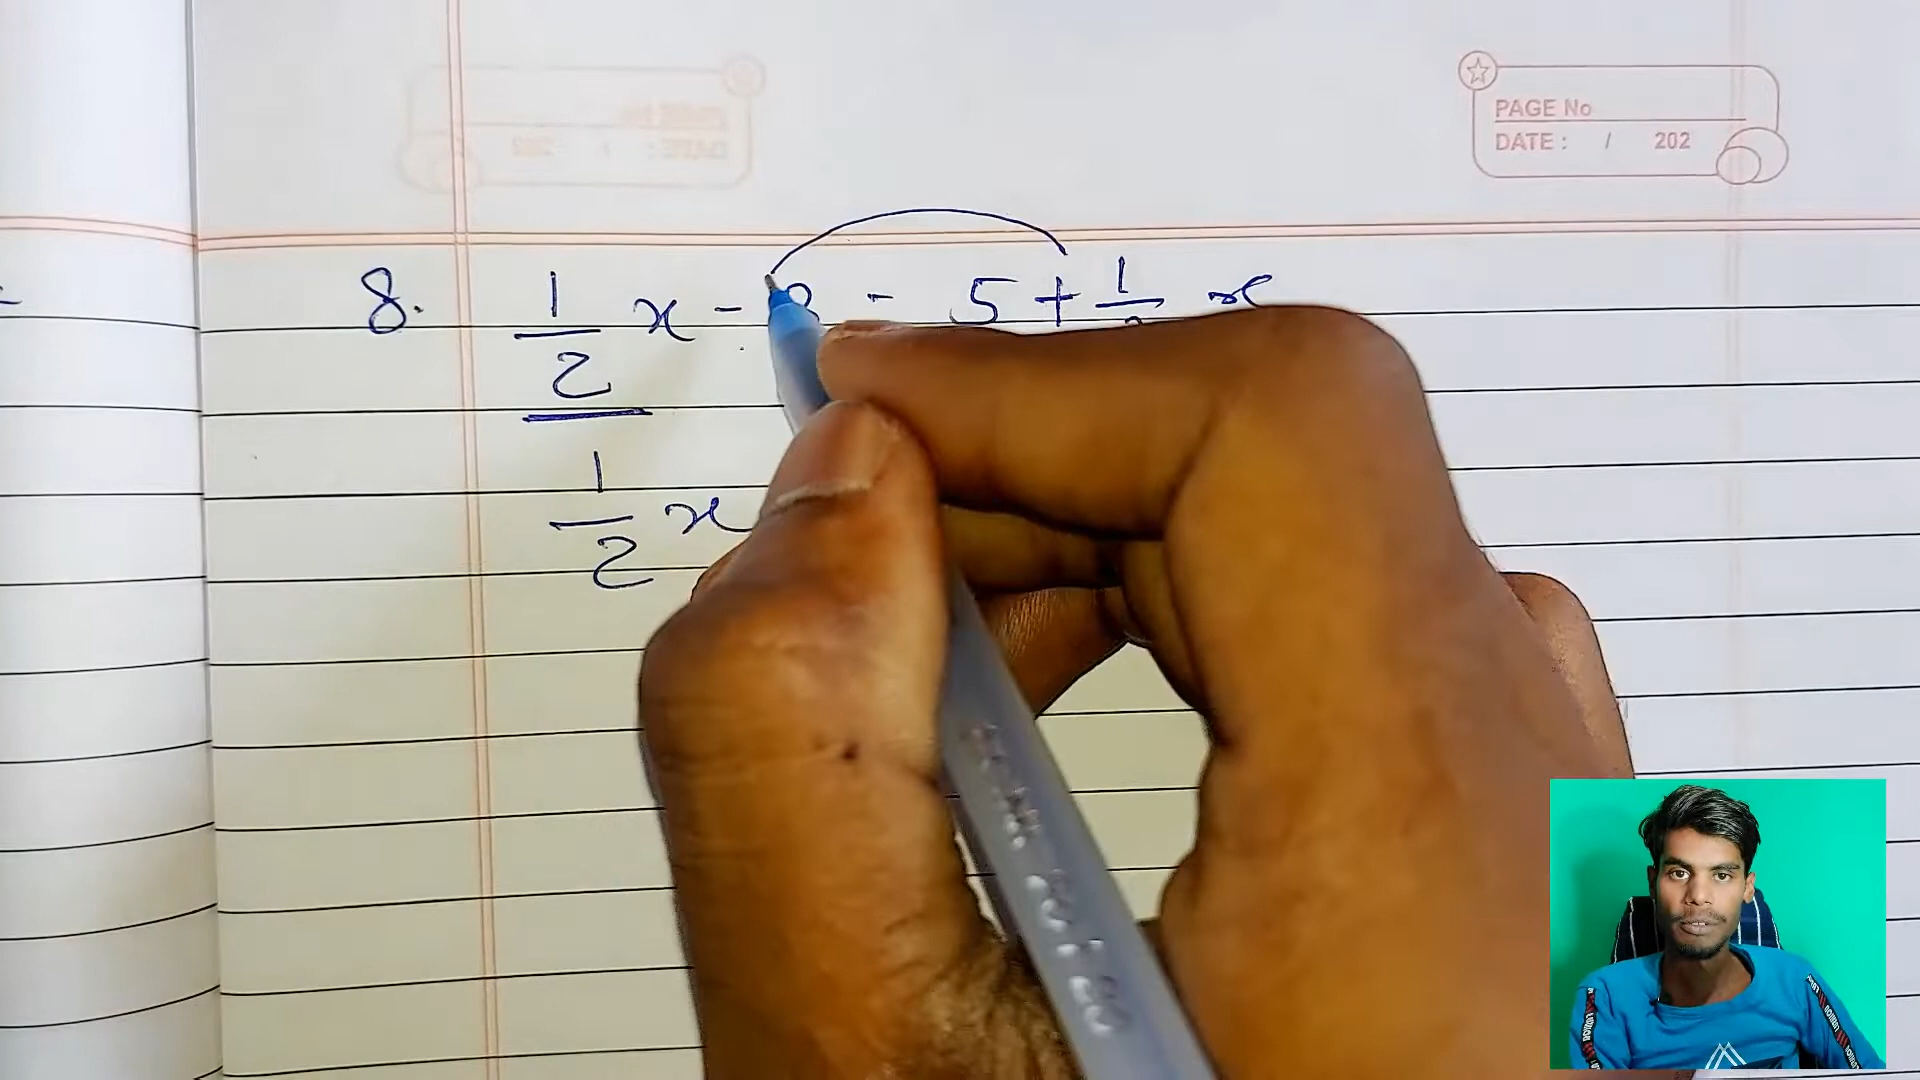 PAGE No
DATE : / 202
8. 1/2 x - - 5 + 1/ x
1/2 x